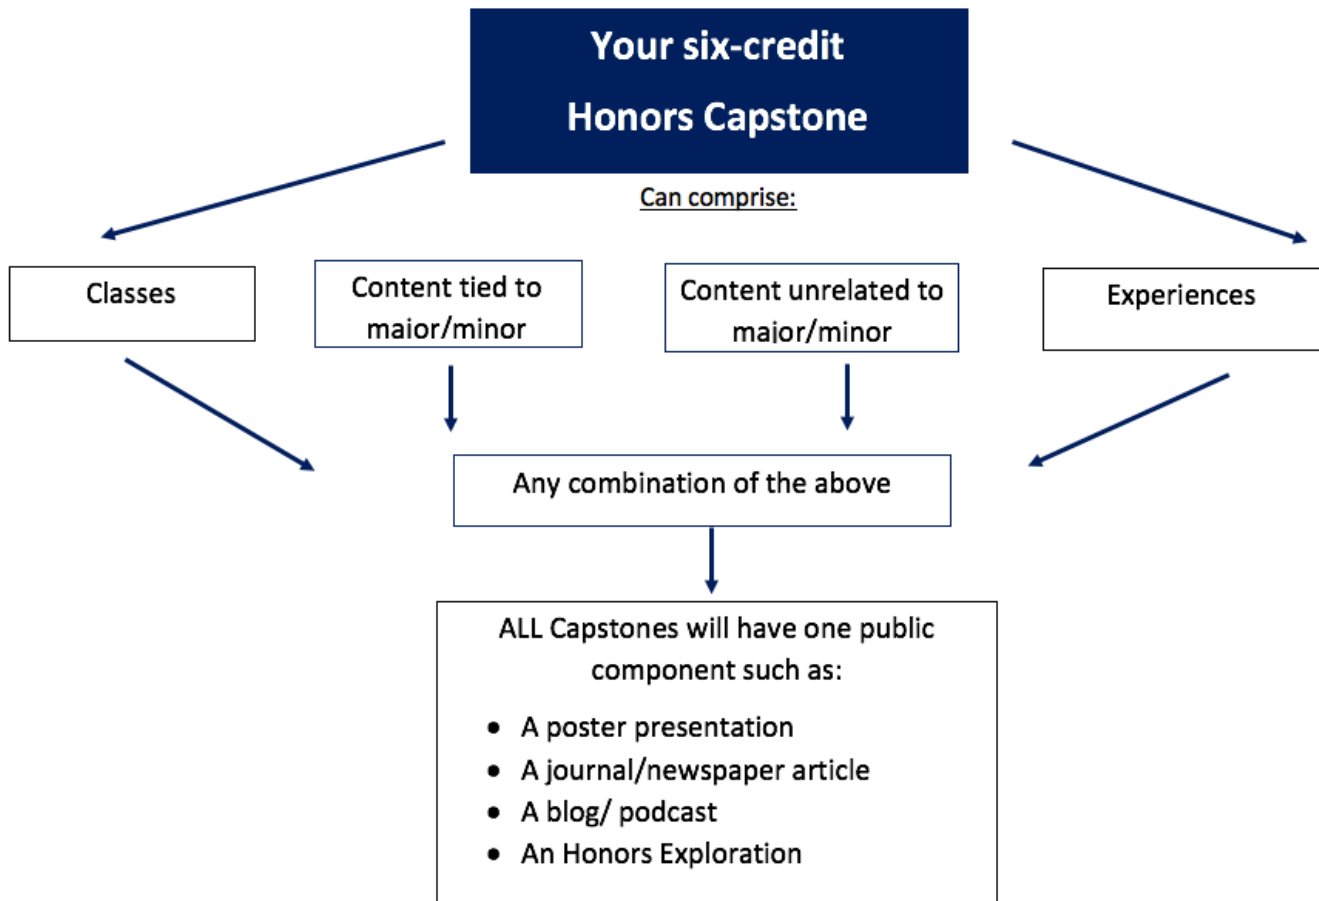 Your six-credit
Honors Capstone
Can comprise:
Classes
Content tied to
major/minor
Content unrelated to
major/minor
Experiences
Any combination of the above
ALL Capstones will have one public
component such as:
• A poster presentation
• A journal/newspaper article
• A blog/ podcast
• An Honors Exploration